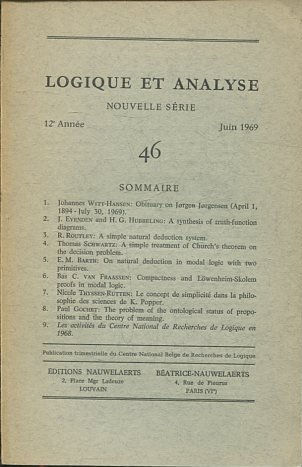 LOGIQUE ET ANALYSE
NOUVELLE SÉRIE
12e Année Juin 1969
46
SOMMAIRE
1. Johannes WITT-HANSEN: Obituary on Jørgen Jørgensen (April 1,
1894 - July 30, 1969).
2. J. EVENDEN and H. G. HUBBELING: A synthesis of truth-function
diagrams.
3. R. ROUTLEY: A simple natural deduction system.
4. Thomas SCHWARTZ: A simple treatment of Church's theorem on
the decision problem.
5. E. M. BARTH: On natural deduction in modal logic with two
primitives.
6. Bas C. VAN FRAASSEN: Compactness and Löwenheim-Skolem
proofs in modal logic.
7. Nicole THYSSEN-RUTTEN: Le concept de simplicité dans la philo-
sophie des sciences de K. Popper.
8. Paul GOCHET: The problem of the ontological status of propo-
sitions and the theory of meaning.
9. Les activités du Centre National de Recherches de Logique en
1968.
Publication trimestrielle du Centre National Belge de Recherches de Logique
EDITIONS NAUWELAERTS BÉATRICE-NAUWELAERTS
2, Place Mgr Ladeuze 4, Rue de Fleurus
LOUVAIN PARIS (VIe)